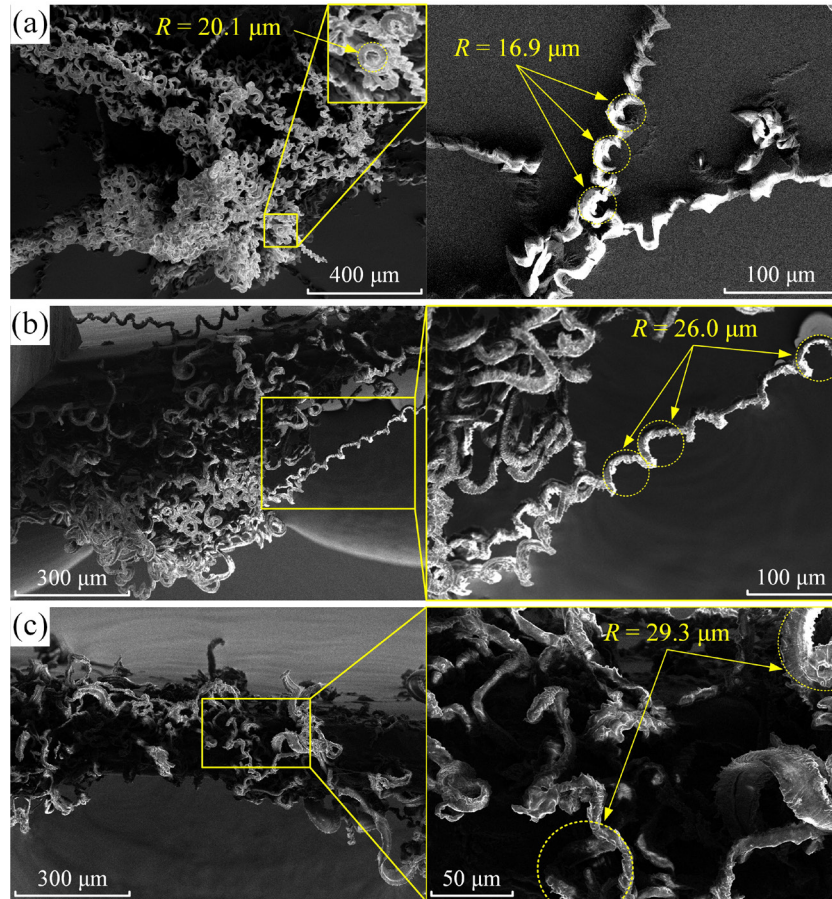 (a)
R = 20.1 μm
R = 16.9 μm
400 μm
100 μm
(b)
R = 26.0 μm
300 μm
100 μm
(c)
R = 29.3 μm
300 μm
50 μm